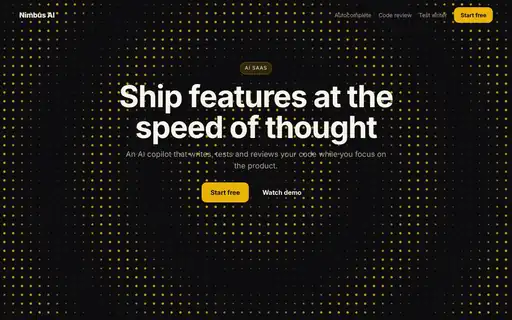 Nimbus AI
Autocomplete
Code review
Test writer
Start free
AI SAAS
Ship features at the
speed of thought
An AI copilot that writes, tests and reviews your code while you focus on
the product.
Start free
Watch demo